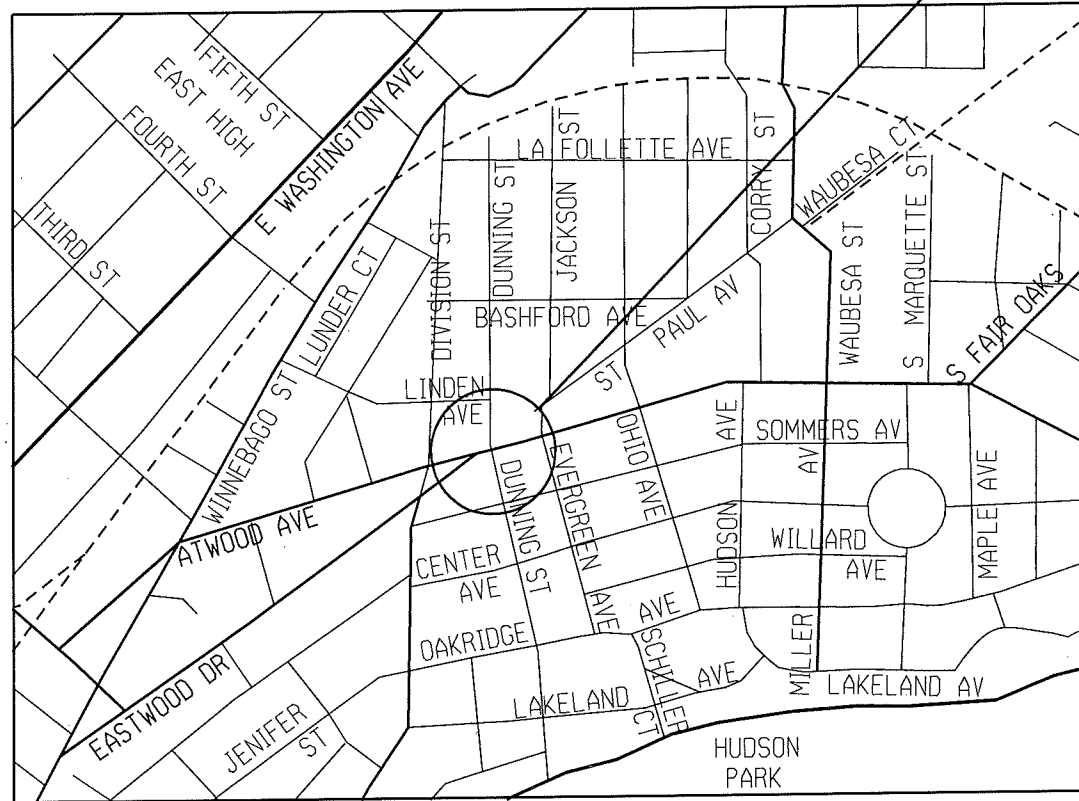 FIFTH ST
EAST HIGH
FOURTH ST
THIRD ST
E WASHINGTON AVE
LA FOLLETTE AVE
DIVISION ST
DUNNING ST
JACKSON ST
CORRY ST
WAUBESA CT
WAUBESA ST
S MARQUETTE ST
S FAIR OAKS
LUNDER CT
BASHFORD AVE
PAUL AV
WINNEBAGO ST
LINDEN
AVE
ST
OHIO AVE
HUDSON AVE
SOMMERS AV
ATWOOD AVE
DUNNING ST
EVERGREEN AVE
CENTER
AVE
WILLARD
AVE
MAPLE AVE
OAKRIDGE AVE
EASTWOOD DR
JENIFER
ST
SCHILLER
CT
LAKELAND AVE
MILLER AV
LAKELAND AV
HUDSON
PARK